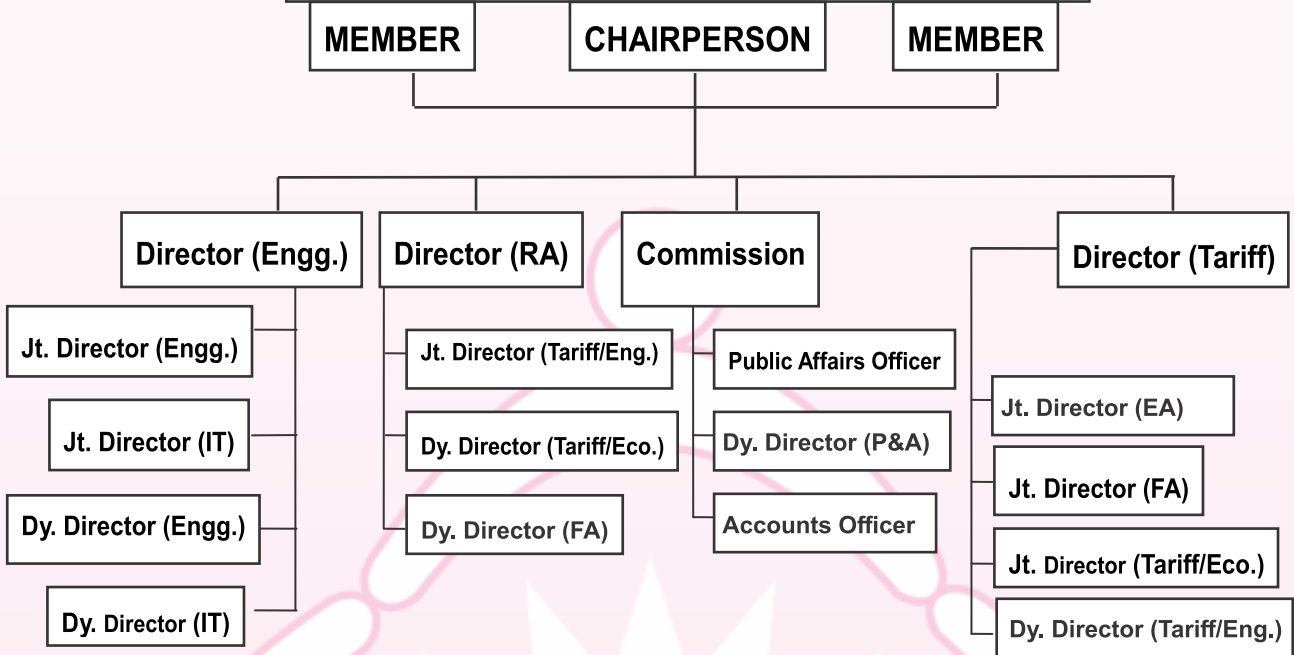 MEMBER
CHAIRPERSON
MEMBER
Director (Engg.)
Director (RA)
Commission
Director (Tariff)
Jt. Director (Engg.)
Jt. Director (IT)
Dy. Director (Engg.)
Dy. Director (IT)
Jt. Director (Tariff/Eng.)
Dy. Director (Tariff/Eco.)
Dy. Director (FA)
Public Affairs Officer
Dy. Director (P&A)
Accounts Officer
Jt. Director (EA)
Jt. Director (FA)
Jt. Director (Tariff/Eco.)
Dy. Director (Tariff/Eng.)